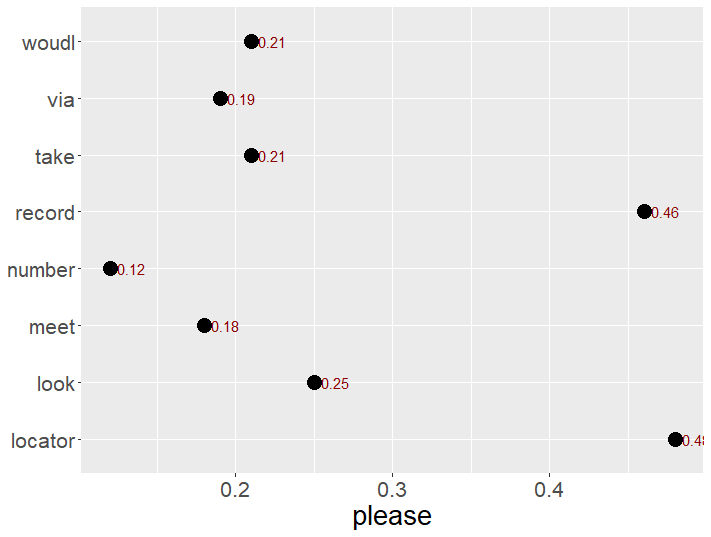 woudl 0.21
via 0.19
take 0.21
record 0.46
number 0.12
meet 0.18
look 0.25
locator 0.48
0.2 0.3 0.4
please